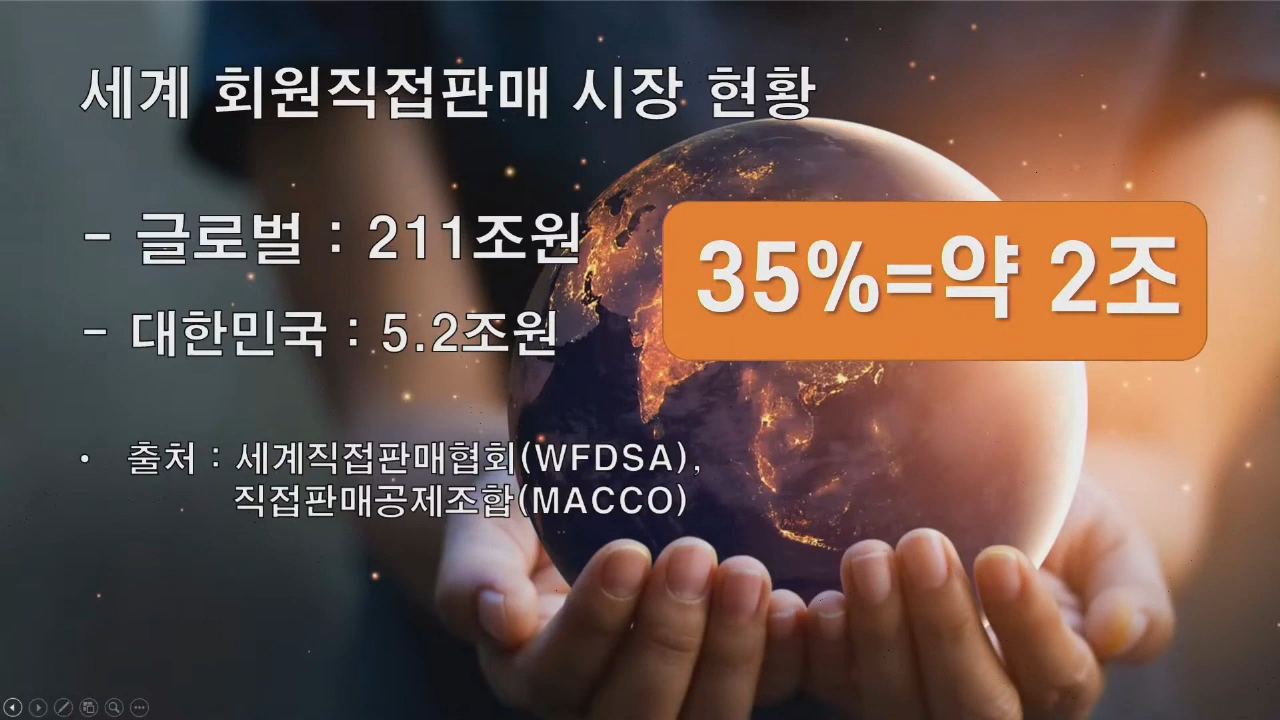 세계 회원직접판매 시장 현황
- 글로벌 : 211조원
35%=약 2조
- 대한민국 : 5.2조원
• 출처 : 세계직접판매협회(WFDSA),
직접판매공제조합(MACCO)